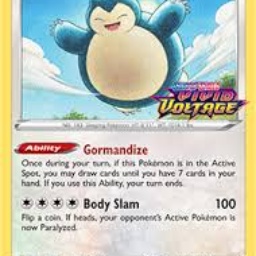 VIVID
VOLTAGE
Ability Gormandize
Once during your turn, if this Pokémon is in the Active
Spot, you may draw cards until you have 7 cards in
your hand. If you use this Ability, your turn ends.
Body Slam 100
Flip a coin. If heads, your opponent's Active Pokémon is
now Paralyzed.